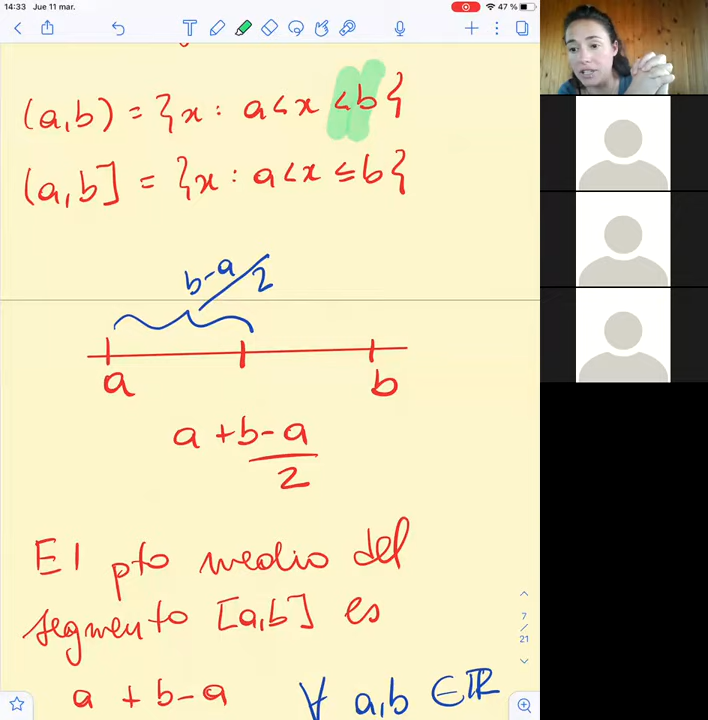 14:33 Jue 11 mar.
47 %
(a,b) = {x : a<x <b}
(a,b] = {x : a<x ≤b}
b-a/2
a b
a + b-a
2
El pto medio del
segmento [a,b] es
a + b-a ∀ a,b ∈ ℝ
7
/
21